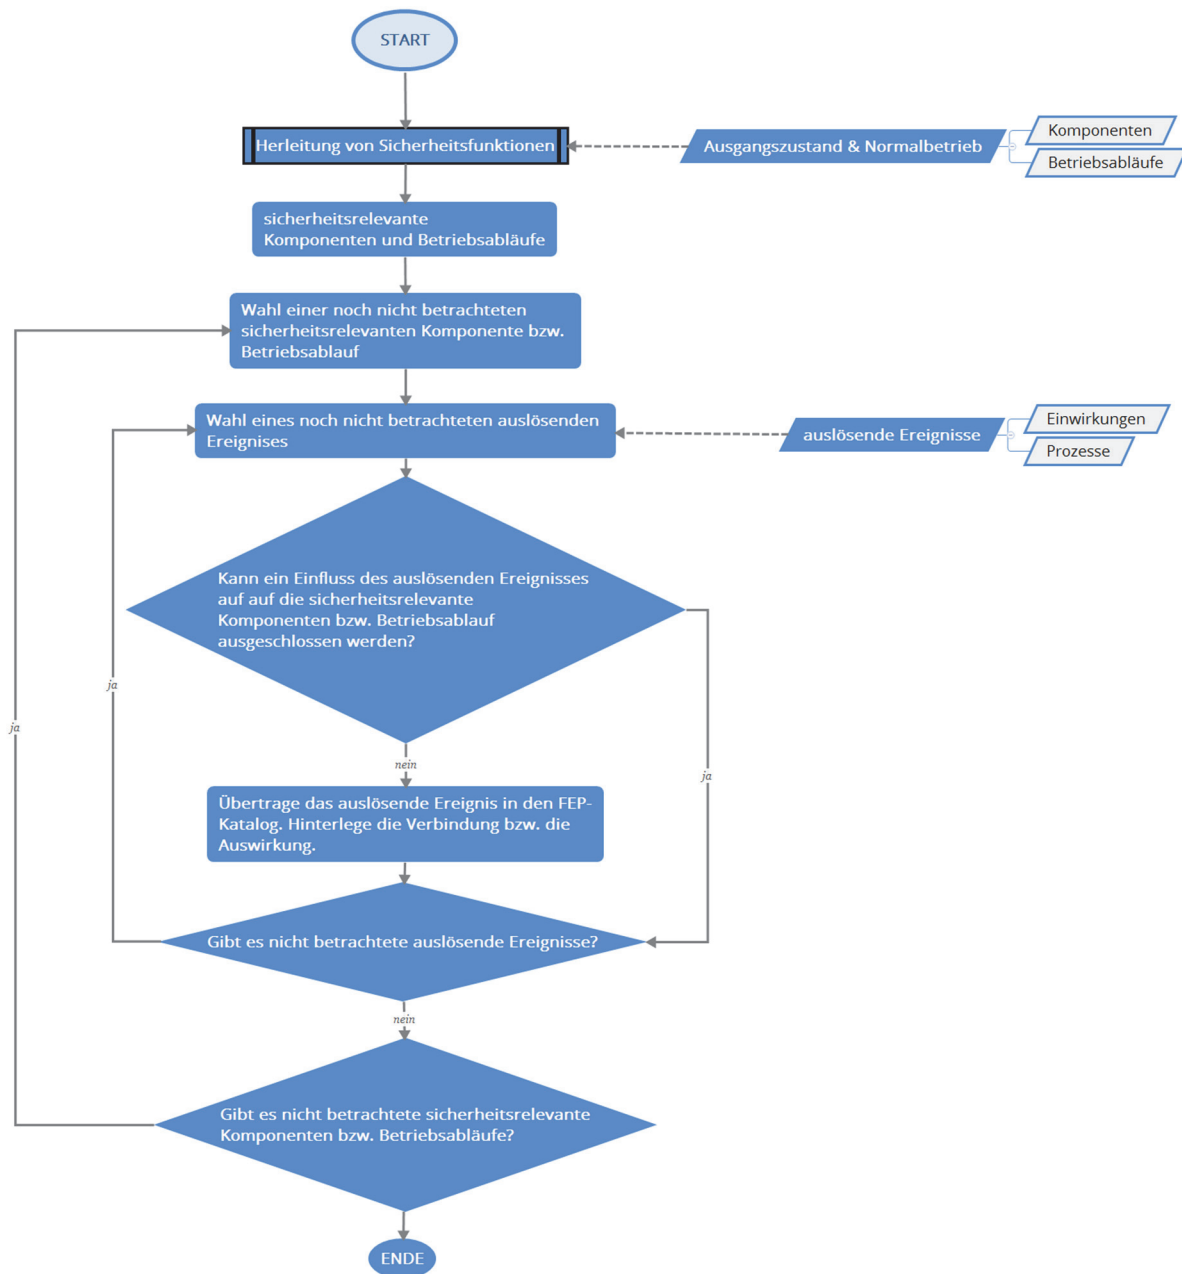 START
Herleitung von Sicherheitsfunktionen
Ausgangszustand & Normalbetrieb
Komponenten
Betriebsabläufe
sicherheitsrelevante
Komponenten und Betriebsabläufe
Wahl einer noch nicht betrachteten
sicherheitsrelevanten Komponente bzw.
Betriebsablauf
Wahl eines noch nicht betrachteten auslösenden
Ereignises
auslösende Ereignisse
Einwirkungen
Prozesse
Kann ein Einfluss des auslösenden Ereignisses
auf auf die sicherheitsrelevante
Komponenten bzw. Betriebsablauf
ausgeschlossen werden?
ja
ja
nein
ja
Übertrage das auslösende Ereignis in den FEP-
Katalog. Hinterlege die Verbindung bzw. die
Auswirkung.
Gibt es nicht betrachtete auslösende Ereignisse?
nein
Gibt es nicht betrachtete sicherheitsrelevante
Komponenten bzw. Betriebsabläufe?
ENDE